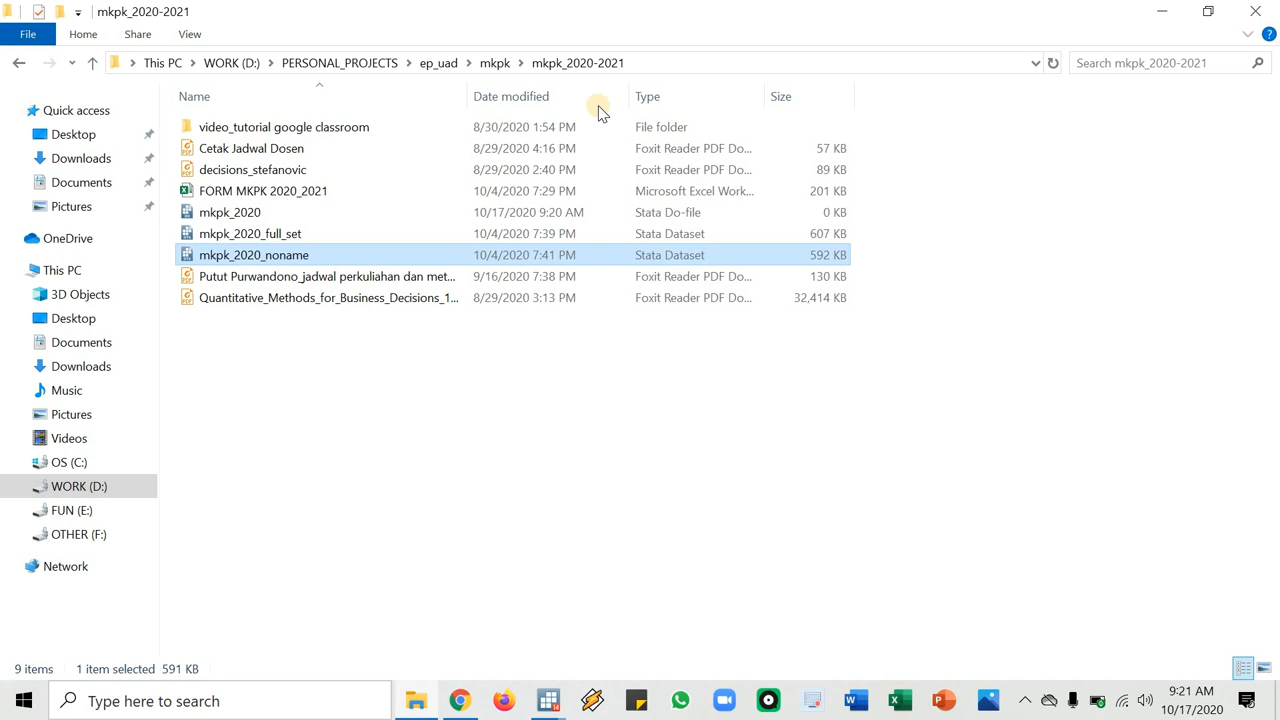 mkpk_2020-2021
File Home Share View
This PC WORK (D:) PERSONAL_PROJECTS ep_uad mkpk mkpk_2020-2021 Search mkpk_2020-2021
Name Date modified Type Size
Quick access
Desktop
Downloads
Documents
Pictures
OneDrive
This PC
3D Objects
Desktop
Documents
Downloads
Music
Pictures
Videos
OS (C:)
WORK (D:)
FUN (E:)
OTHER (F:)
Network
video_tutorial google classroom 8/30/2020 1:54 PM File folder
Cetak Jadwal Dosen 8/29/2020 4:16 PM Foxit Reader PDF Do... 57 KB
decisions_stefanovic 8/29/2020 2:40 PM Foxit Reader PDF Do... 89 KB
FORM MKPK 2020_2021 10/4/2020 7:29 PM Microsoft Excel Work... 201 KB
mkpk_2020 10/17/2020 9:20 AM Stata Do-file 0 KB
mkpk_2020_full_set 10/4/2020 7:39 PM Stata Dataset 607 KB
mkpk_2020_noname 10/4/2020 7:41 PM Stata Dataset 592 KB
Putut Purwandono_jadwal perkuliahan dan met... 9/16/2020 7:38 PM Foxit Reader PDF Do... 130 KB
Quantitative_Methods_for_Business_Decisions_1... 8/29/2020 3:13 PM Foxit Reader PDF Do... 32,414 KB
9 items 1 item selected 591 KB
Type here to search
14
9:21 AM
10/17/2020